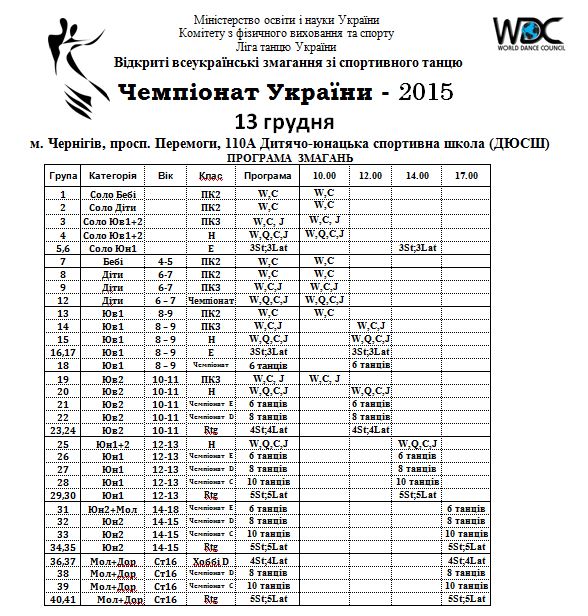 Міністерство освіти і науки України
Комітету з фізичного виховання та спорту
Ліга танцю України
WDC
WORLD DANCE COUNCIL
Відкриті всеукраїнські змагання зі спортивного танцю
Чемпіонат України - 2015
13 грудня
м. Чернігів, просп. Перемоги, 110А Дитячо-юнацька спортивна школа (ДЮСШ)
ПРОГРАМА ЗМАГАНЬ
Група Категорія Вік Клас Програма 10.00 12.00 14.00 17.00
1 Соло Бебі ПК2 W,C W,C
2 Соло Діти ПК2 W,C W,C
3 Соло Юв1+2 ПК3 W,C, J W,C, J
4 Соло Юв1+2 Н W,Q,C,J W,Q,C,J
5,6 Соло Юн1 Е 3St;3Lat 3St;3Lat
7 Бебі 4-5 ПК2 W,C W,C
8 Діти 6-7 ПК2 W,C W,C
9 Діти 6-7 ПК3 W,C,J W,C,J
12 Діти 6 – 7 Чемпіонат W,Q,C,J W,Q,C,J
13 Юв1 8-9 ПК2 W,C W,C
14 Юв1 8 – 9 ПК3 W,C,J W,C,J
15 Юв1 8 – 9 Н W,Q,C,J W,Q,C,J
16,17 Юв1 8 – 9 Е 3St;3Lat 3St;3Lat
18 Юв1 8 – 9 Чемпіонат 6 танців 6 танців
19 Юв2 10-11 ПК3 W,C,J W,C, J
20 Юв2 10-11 Н W,Q,C,J W,Q,C,J
21 Юв2 10-11 Чемпіонат Е 6 танців 6 танців
22 Юв2 10-11 Чемпіонат D 8 танців 8 танців
23,24 Юв2 10-11 Rtg 4St;4Lat 4St;4Lat
25 Юн1+2 12-13 Н W,Q,C,J W,Q,C,J
26 Юн1 12-13 Чемпіонат Е 6 танців 6 танців
27 Юн1 12-13 Чемпіонат D 8 танців 8 танців
28 Юн1 12-13 Чемпіонат С 10 танців 10 танців
29,30 Юн1 12-13 Rtg 5St;5Lat 5St;5Lat
31 Юн2+Мол 14-18 Чемпіонат Е 6 танців 6 танців
32 Юн2 14-15 Чемпіонат D 8 танців 8 танців
33 Юн2 14-15 Чемпіонат С 10 танців 10 танців
34,35 Юн2 14-15 Rtg 5St;5Lat 5St;5Lat
36,37 Мол+Дор Ст16 Хоббі D 4St;4Lat 4St;4Lat
38 Мол+Дор Ст16 Чемпіонат D 8 танців 8 танців
39 Мол+Дор Ст16 Чемпіонат С 10 танців 10 танців
40,41 Мол+Дор Ст16 Rtg 5St;5Lat 5St;5Lat